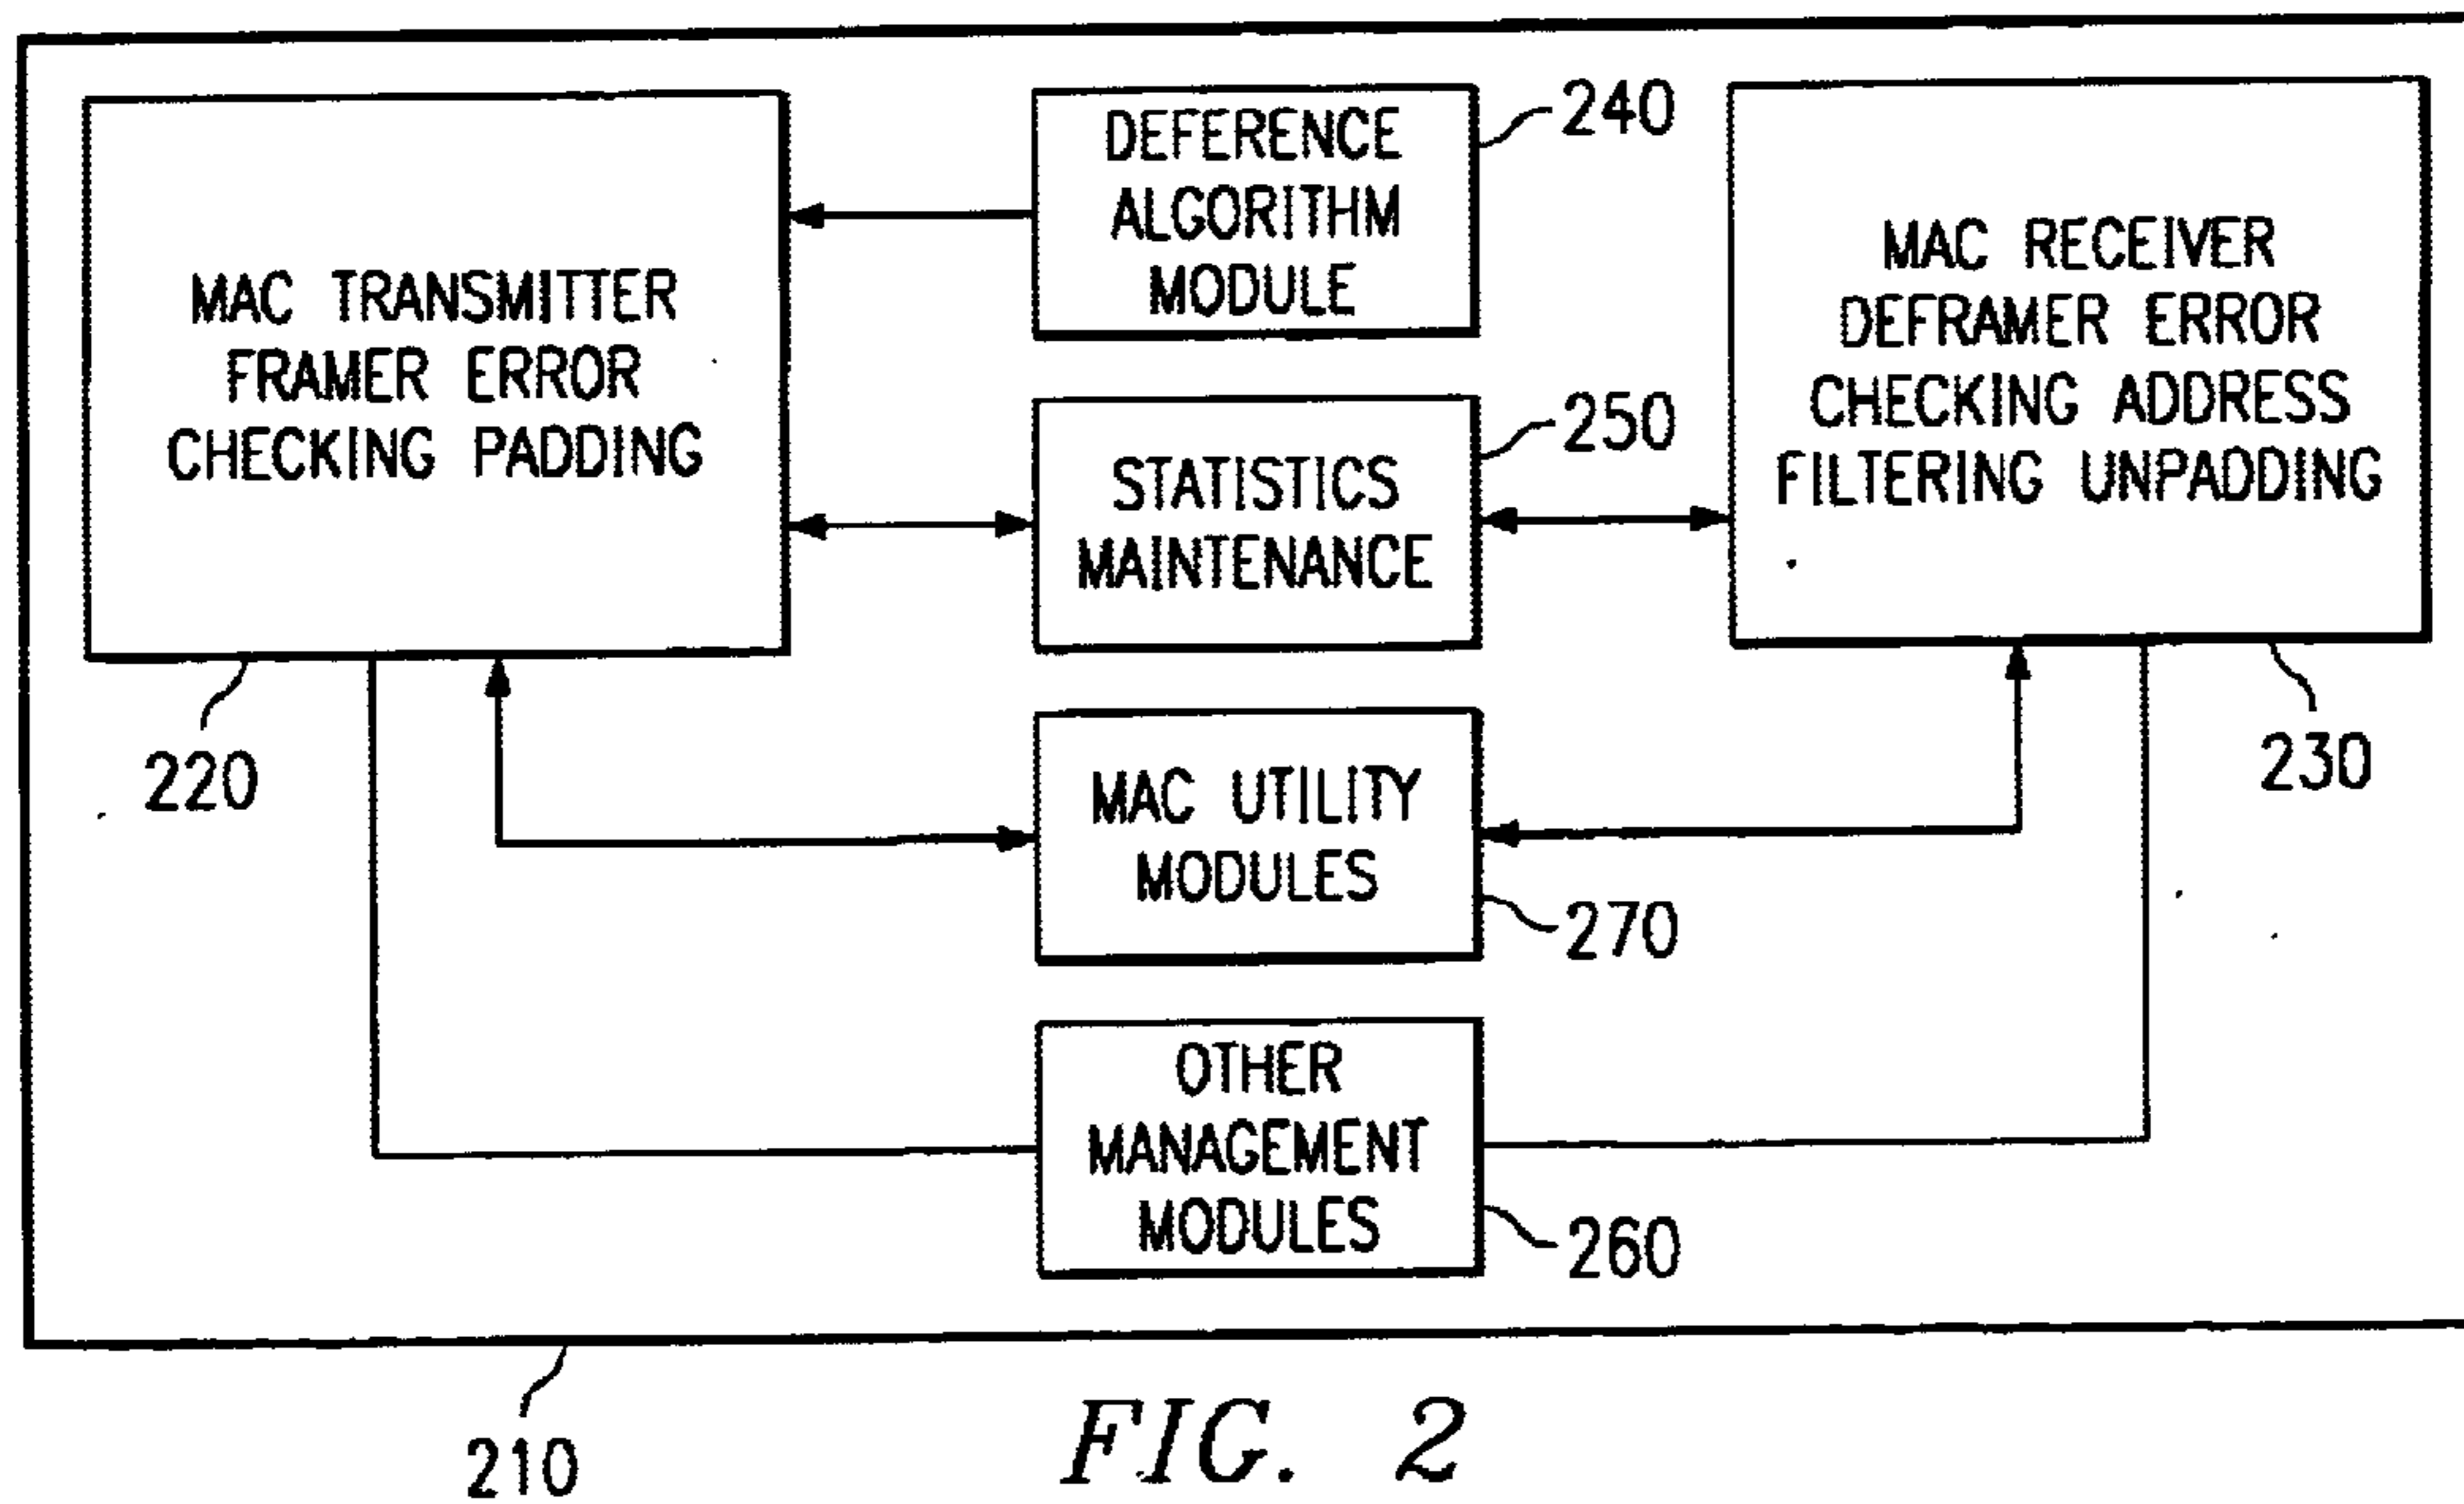 DEFERENCE
ALGORITHM
MODULE
240
MAC TRANSMITTER
FRAMER ERROR
CHECKING PADDING
220
STATISTICS
MAINTENANCE
250
MAC RECEIVER
DEFRAMER ERROR
CHECKING ADDRESS
FILTERING UNPADDING
230
MAC UTILITY
MODULES
270
OTHER
MANAGEMENT
MODULES
260
210
FIG. 2